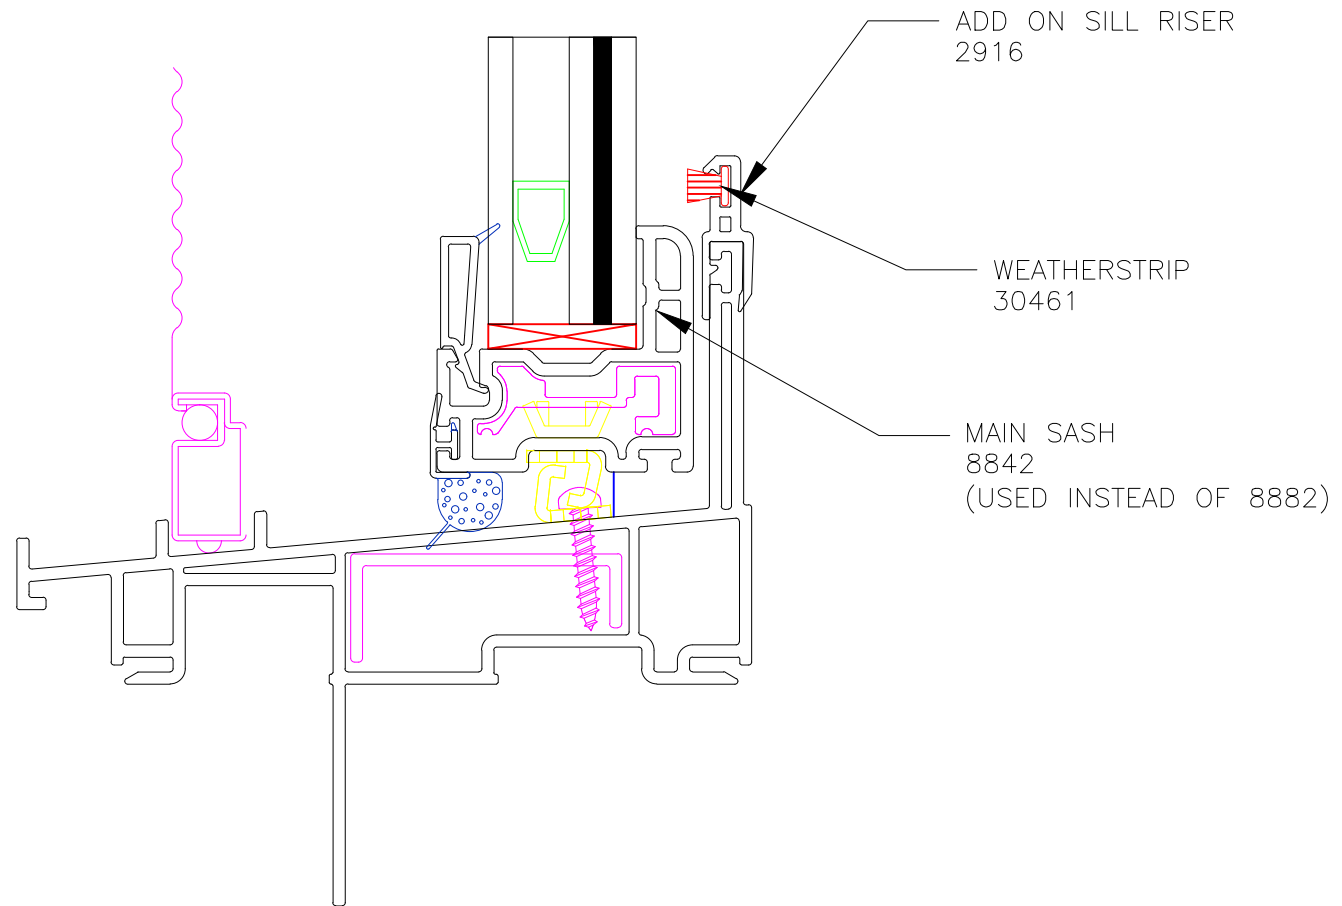 ADD ON SILL RISER
2916
WEATHERSTRIP
30461
MAIN SASH
8842
(USED INSTEAD OF 8882)